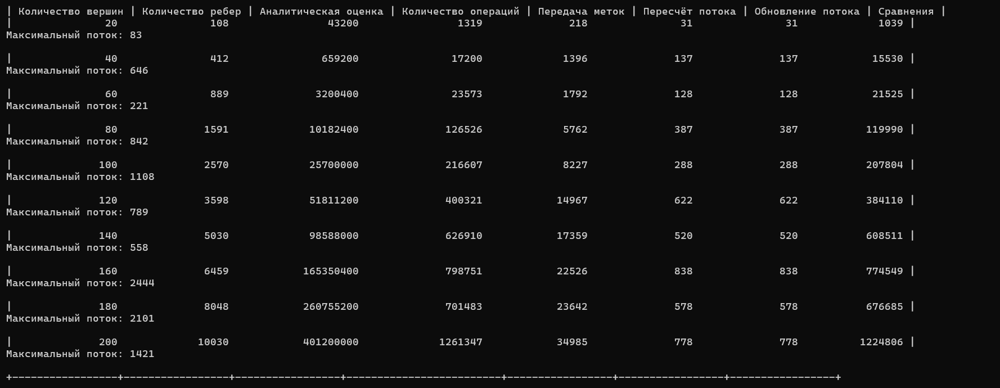 | Количество вершин | Количество ребер | Аналитическая оценка | Количество операций | Передача меток | Пересчёт потока | Обновление потока | Сравнения |
| 20 108 43200 1319 218 31 31 1039 |
Максимальный поток: 83
| 40 412 659200 17200 1396 137 137 15530 |
Максимальный поток: 646
| 60 889 3200400 23573 1792 128 128 21525 |
Максимальный поток: 221
| 80 1591 10182400 126526 5762 387 387 119990 |
Максимальный поток: 842
| 100 2570 25700000 216607 8227 288 288 207804 |
Максимальный поток: 1108
| 120 3598 51811200 400321 14967 622 622 384110 |
Максимальный поток: 789
| 140 5030 98588000 626910 17359 520 520 608511 |
Максимальный поток: 558
| 160 6459 165350400 798751 22526 838 838 774549 |
Максимальный поток: 2444
| 180 8048 260755200 701483 23642 578 578 676685 |
Максимальный поток: 2101
| 200 10030 401200000 1261347 34985 778 778 1224806 |
Максимальный поток: 1421
+-----------------+-----------------+-----------------+-------------------------+-----------------+-----------------+-----------------+